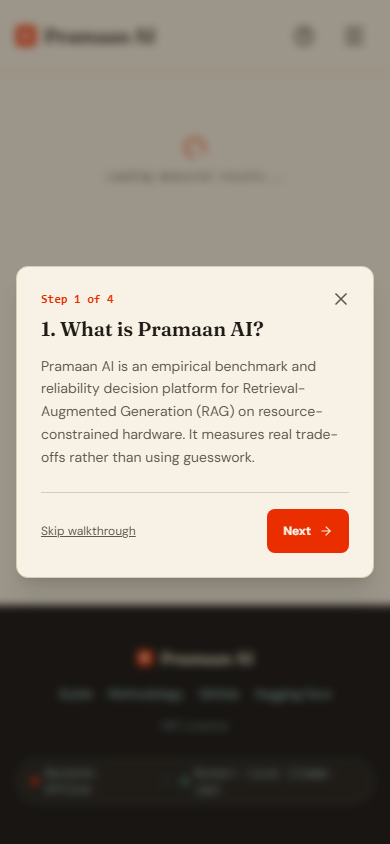 Pramaan AI
Step 1 of 4
1. What is Pramaan AI?
Pramaan AI is an empirical benchmark and
reliability decision platform for Retrieval-
Augmented Generation (RAG) on resource-
constrained hardware. It measures real trade-
offs rather than using guesswork.
Skip walkthrough
Next →
Pramaan AI